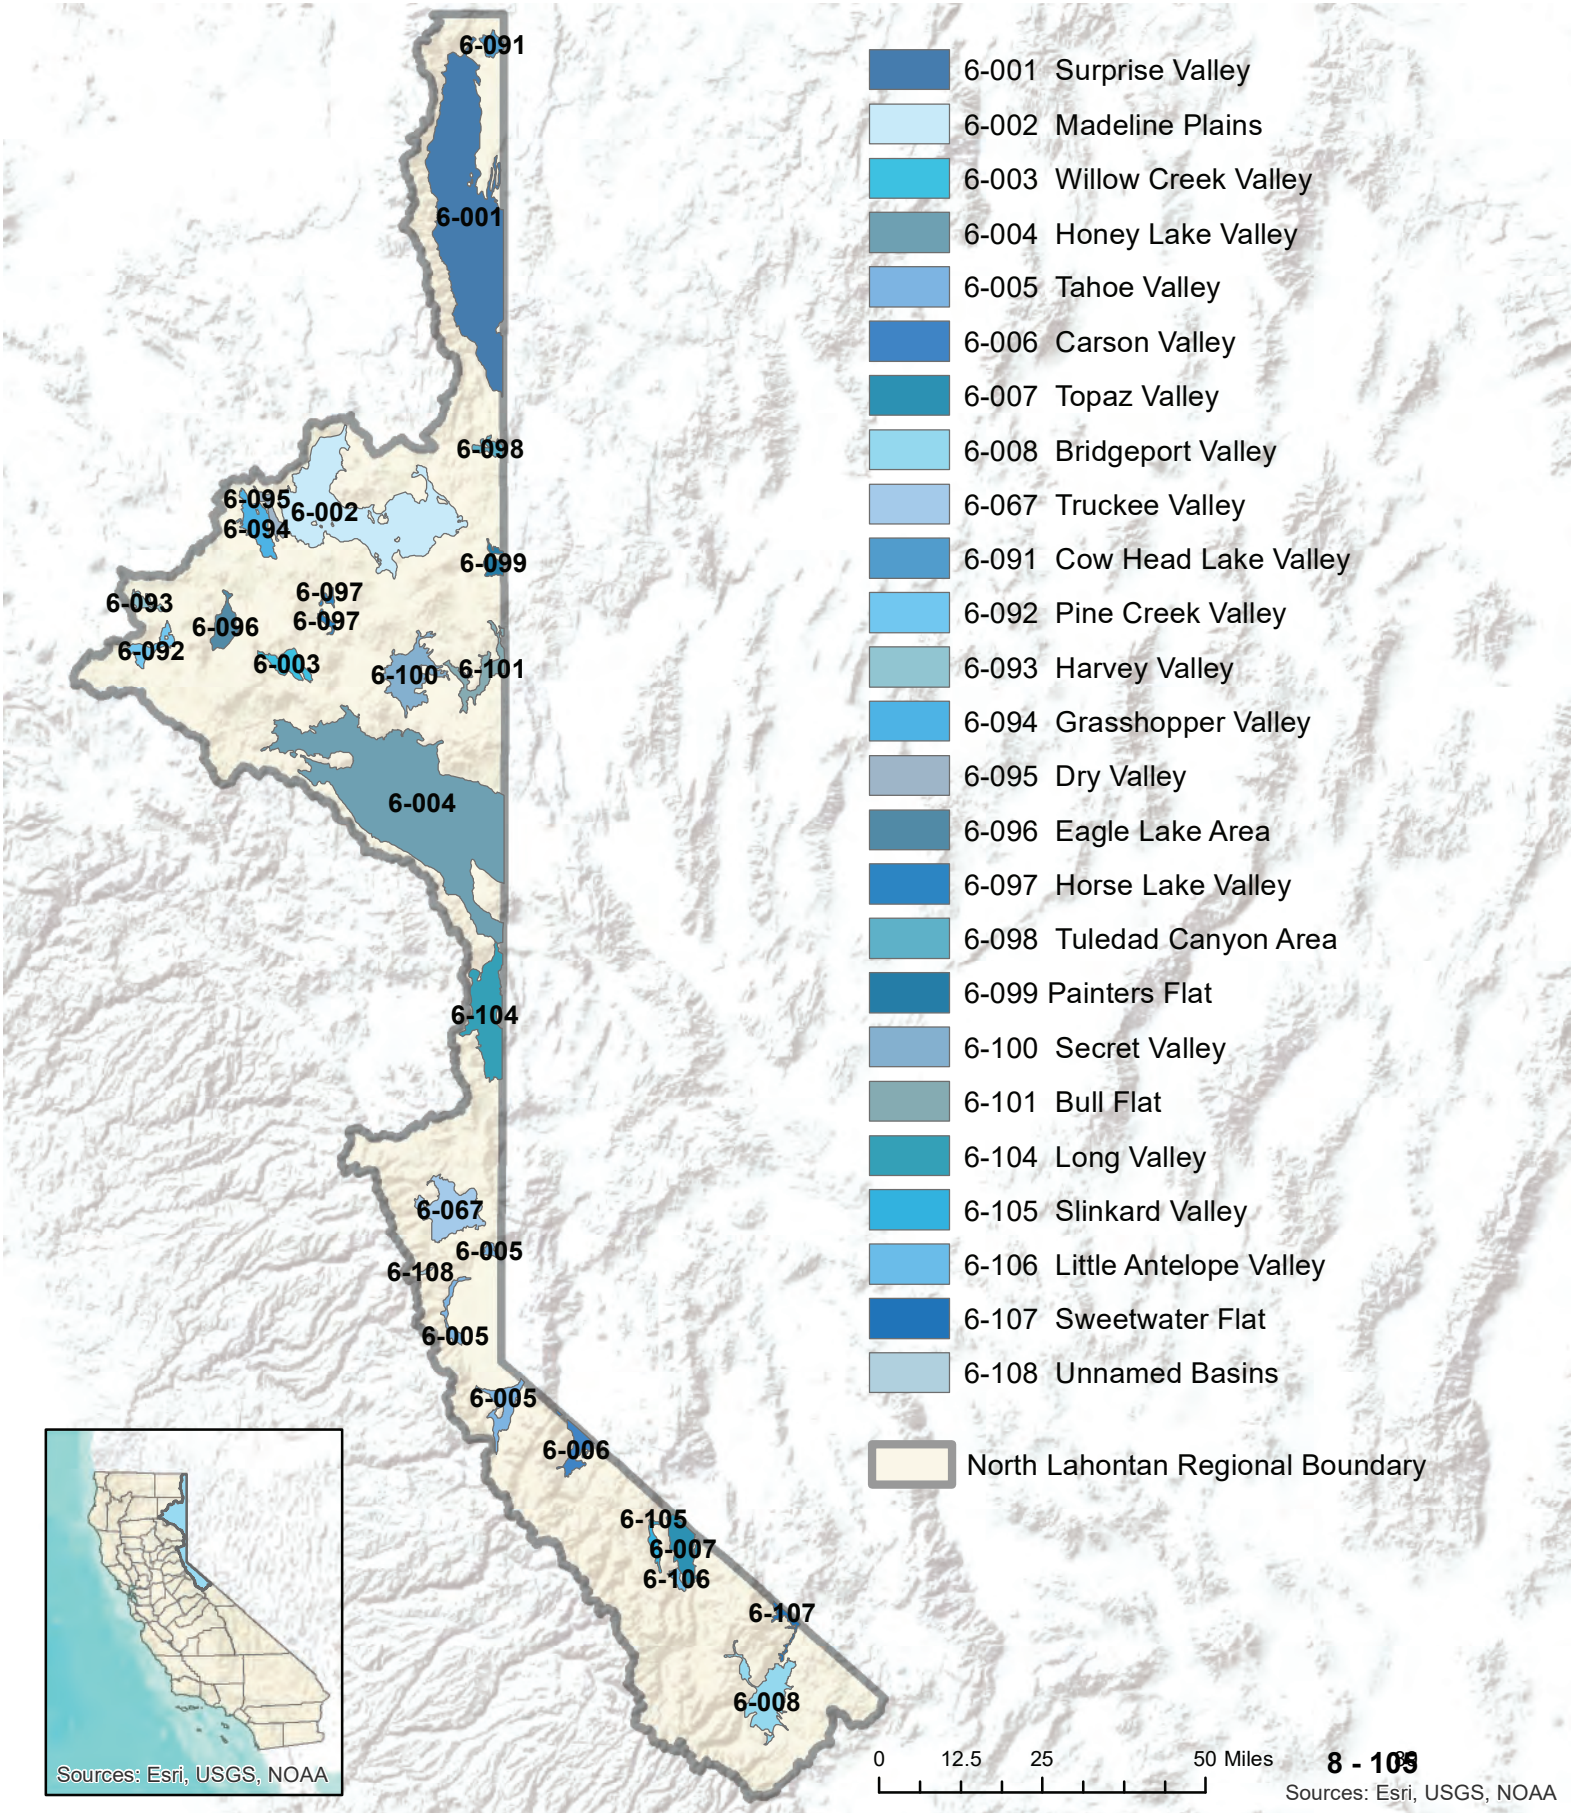 6-091
6-001
6-098
6-095
6-002
6-094
6-099
6-097
6-093
6-097
6-096
6-092
6-003
6-101
6-100
6-004
6-104
6-067
6-005
6-108
6-005
6-005
6-006
6-105
6-007
6-106
6-107
6-008
6-001 Surprise Valley
6-002 Madeline Plains
6-003 Willow Creek Valley
6-004 Honey Lake Valley
6-005 Tahoe Valley
6-006 Carson Valley
6-007 Topaz Valley
6-008 Bridgeport Valley
6-067 Truckee Valley
6-091 Cow Head Lake Valley
6-092 Pine Creek Valley
6-093 Harvey Valley
6-094 Grasshopper Valley
6-095 Dry Valley
6-096 Eagle Lake Area
6-097 Horse Lake Valley
6-098 Tuledad Canyon Area
6-099 Painters Flat
6-100 Secret Valley
6-101 Bull Flat
6-104 Long Valley
6-105 Slinkard Valley
6-106 Little Antelope Valley
6-107 Sweetwater Flat
6-108 Unnamed Basins
North Lahontan Regional Boundary
Sources: Esri, USGS, NOAA
0 12.5 25 50 Miles
8 -
Sources: Esri, USGS, NOAA